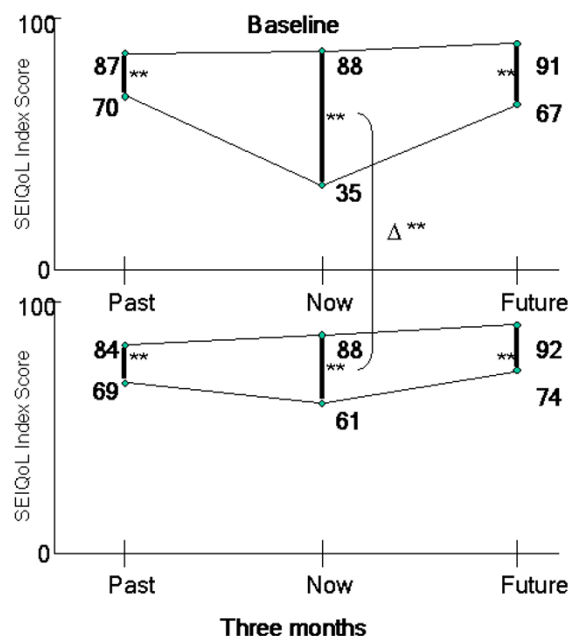 100
Baseline
SEIQoL Index Score
87
**
70
88
**
35
91
**
67
Δ **
0
Past
Now
Future
100
SEIQoL Index Score
84
**
69
88
**
61
92
**
74
0
Past
Now
Future
Three months